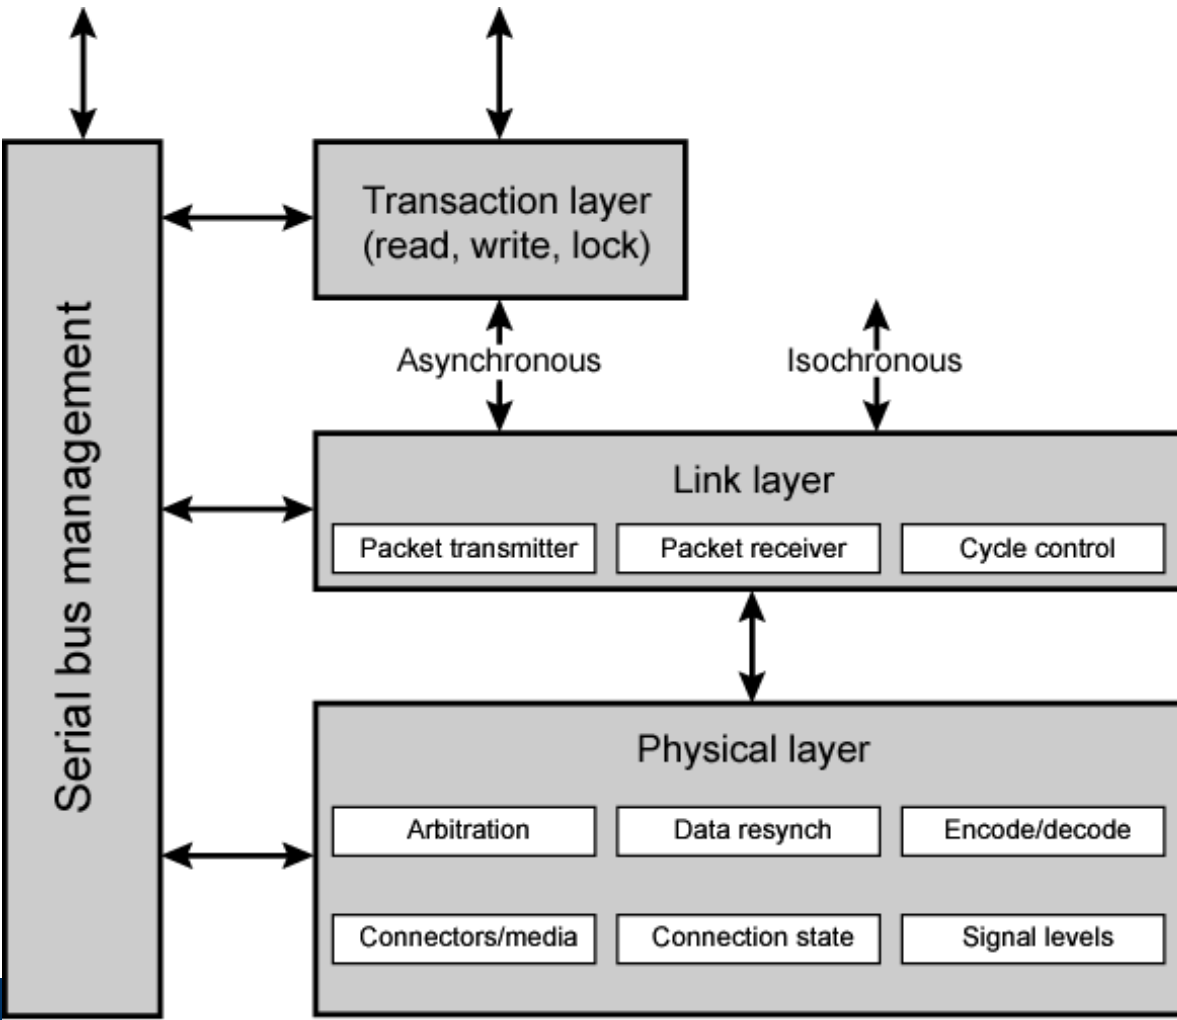 Serial bus management
Transaction layer
(read, write, lock)
Asynchronous
Isochronous
Link layer
Packet transmitter
Packet receiver
Cycle control
Physical layer
Arbitration
Data resynch
Encode/decode
Connectors/media
Connection state
Signal levels